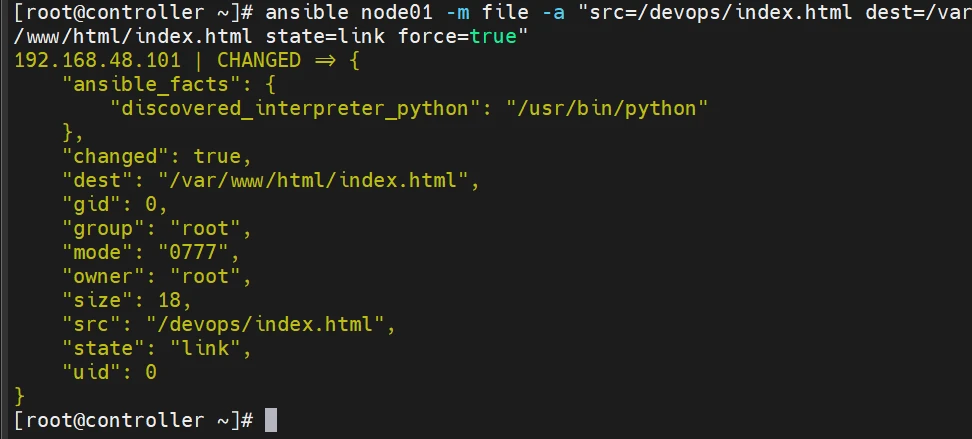 [root@controller ~]# ansible node01 -m file -a "src=/devops/index.html dest=/var
/www/html/index.html state=link force=true"
192.168.48.101 | CHANGED => {
    "ansible_facts": {
        "discovered_interpreter_python": "/usr/bin/python"
    },
    "changed": true,
    "dest": "/var/www/html/index.html",
    "gid": 0,
    "group": "root",
    "mode": "0777",
    "owner": "root",
    "size": 18,
    "src": "/devops/index.html",
    "state": "link",
    "uid": 0
}
[root@controller ~]#